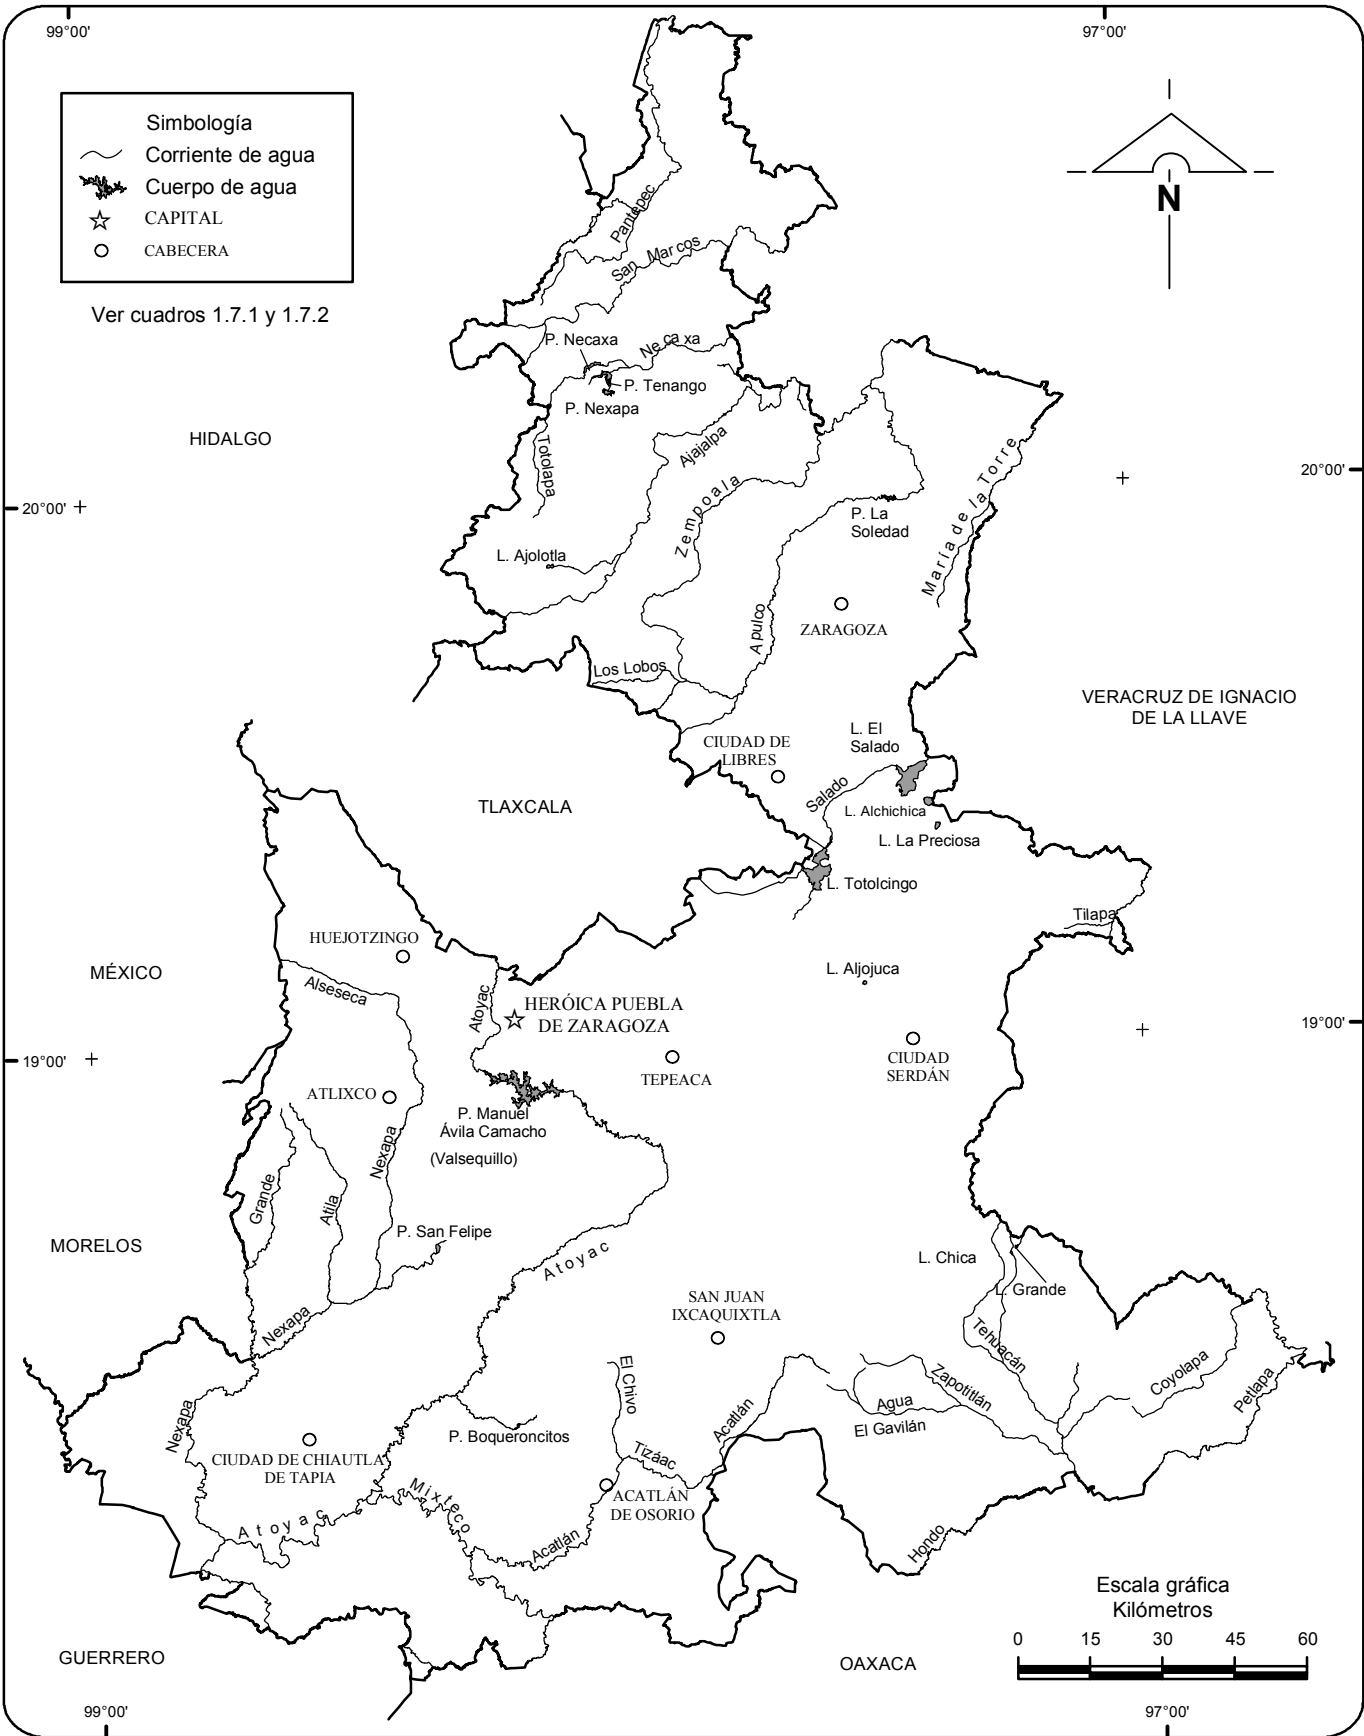 99°00'
97°00'
Simbología
Corriente de agua
Cuerpo de agua
CAPITAL
CABECERA
Ver cuadros 1.7.1 y 1.7.2
N
Pantepec
San Marcos
P. Necaxa
Necaxa
P. Tenango
P. Nexapa
HIDALGO
Totolapa
Ajajalpa
Zempoala
María de la Torre
20°00'
20°00'
P. La
Soledad
L. Ajolotla
Apulco
ZARAGOZA
Los Lobos
VERACRUZ DE IGNACIO
DE LA LLAVE
L. El
Salado
CIUDAD DE
LIBRES
Salado
TLAXCALA
L. Alchichica
L. La Preciosa
L. Totolcingo
Tilapa
HUEJOTZINGO
MÉXICO
L. Aljojuca
Alseseca
Atoyac
HERÓICA PUEBLA
DE ZARAGOZA
19°00'
19°00'
CIUDAD
SERDÁN
TEPEACA
ATLIXCO
P. Manuel
Ávila Camacho
(Valsequillo)
Nexapa
Grande
Atila
P. San Felipe
MORELOS
Atoyac
L. Chica
L. Grande
SAN JUAN
IXCAQUIXTLA
Nexapa
Tehuacán
El Chivo
Zapotitlán
Coyolapa
Petlapa
Agua
El Gavilán
Nexapa
Acatlán
P. Boqueroncitos
CIUDAD DE CHIAUTLA
DE TAPIA
Tizáac
Mixteco
ACATLÁN
DE OSORIO
Atoyac
Acatlán
Hondo
Escala gráfica
Kilómetros
0 15 30 45 60
GUERRERO
OAXACA
99°00'
97°00'